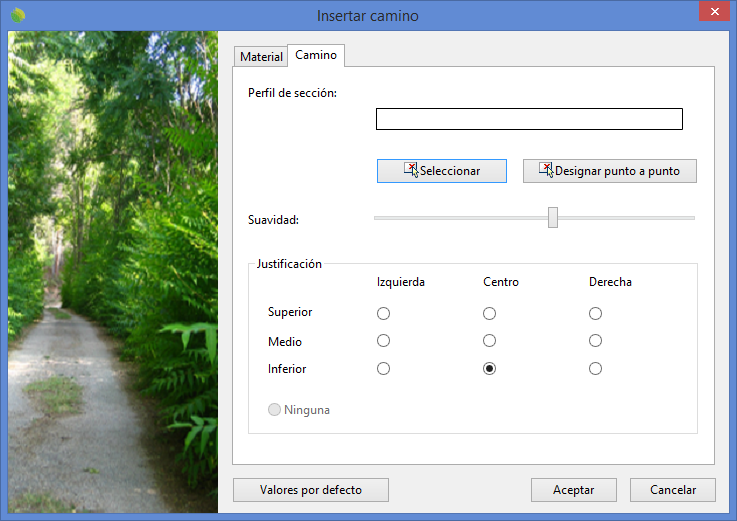 Insertar camino
Material
Camino
Perfil de sección:
Seleccionar
Designar punto a punto
Suavidad:
Justificación
Izquierda Centro Derecha
Superior
Medio
Inferior
Ninguna
Valores por defecto
Aceptar
Cancelar